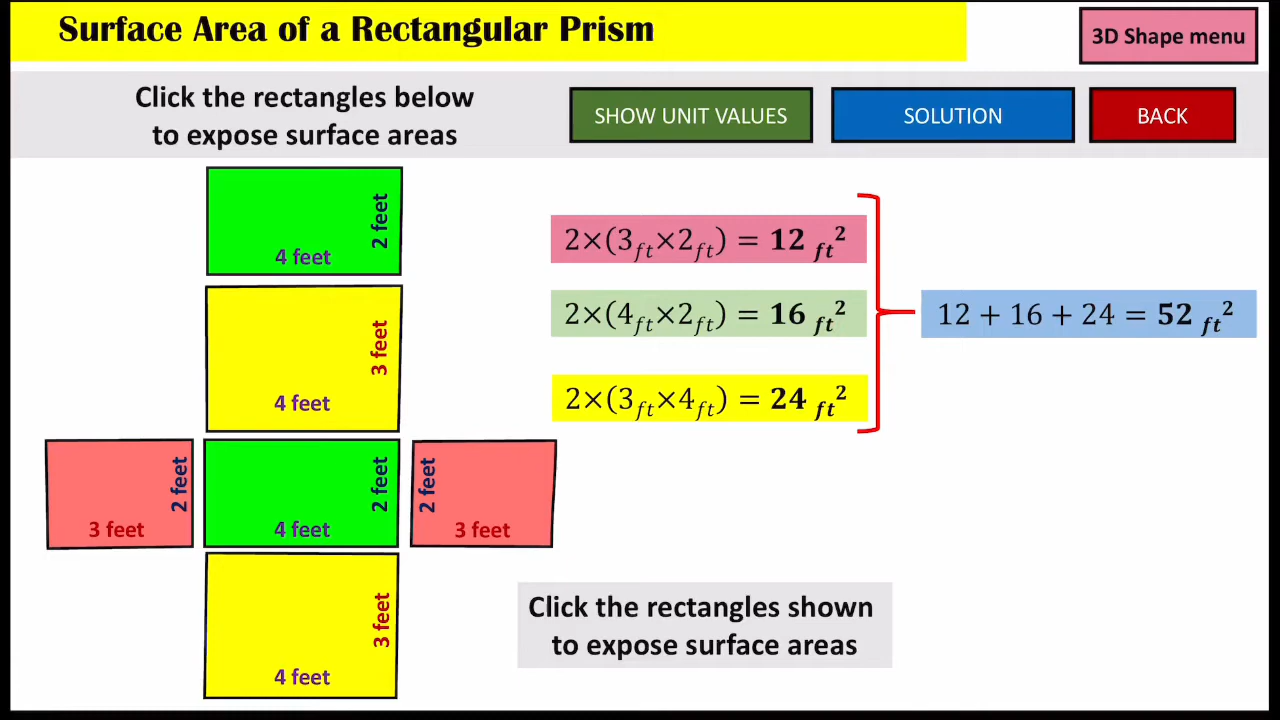 Surface Area of a Rectangular Prism
3D Shape menu
Click the rectangles below
to expose surface areas
SHOW UNIT VALUES
SOLUTION
BACK
2 feet
4 feet
3 feet
4 feet
2 feet
3 feet
2 feet
4 feet
2 feet
3 feet
3 feet
4 feet
2×(3ft×2ft) = 12 ft²
2×(4ft×2ft) = 16 ft²
2×(3ft×4ft) = 24 ft²
12 + 16 + 24 = 52 ft²
Click the rectangles shown
to expose surface areas